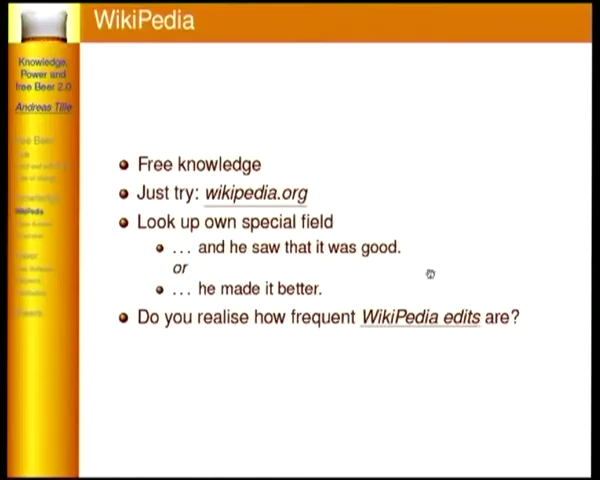 WikiPedia
Knowledge,
Power and
free Beer 2.0
Andreas Tille
WikiPedia
Free knowledge
Just try: wikipedia.org
Look up own special field
... and he saw that it was good.
or
... he made it better.
Do you realise how frequent WikiPedia edits are?